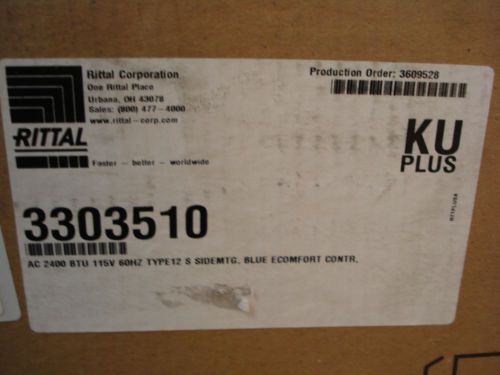 Rittal Corporation
One Rittal Place
Urbana, OH 43078
Sales: (800) 477-4000
www.rittal-corp.com
RITTAL
Faster - better - worldwide
Production Order: 3609528
KU
PLUS
3303510
AC 2400 BTU 115V 60HZ TYPE12 S SIDEMTG. BLUE ECOMFORT CONTR.